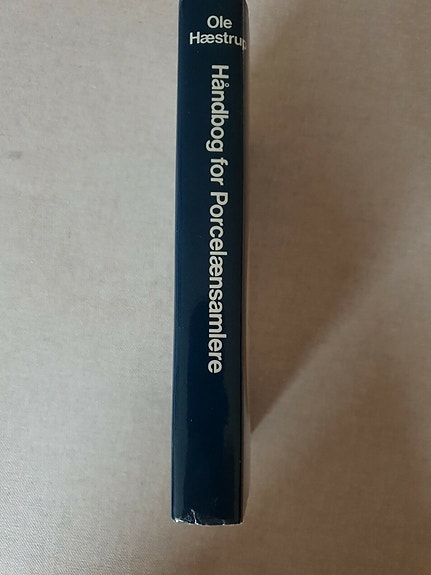 Ole
Hæstrup
Håndbog for Porcelænsamlere